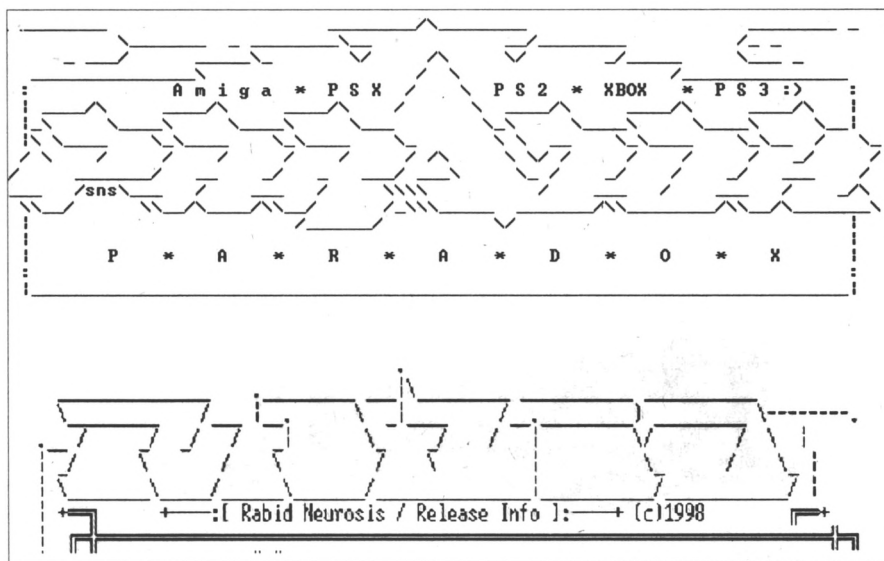 Amiga * PSX PS2 * XBOX * PS3 :)
sns
P * A * R * A * D * O * X
:[ Rabid Neurosis / Release Info ]: (c)1998